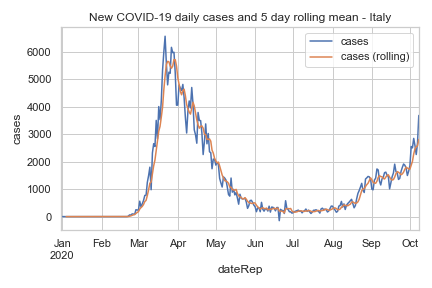 New COVID-19 daily cases and 5 day rolling mean - Italy
cases
cases (rolling)
6000
5000
4000
3000
2000
1000
0
cases
Jan Feb Mar Apr May Jun Jul Aug Sep Oct
2020
dateRep